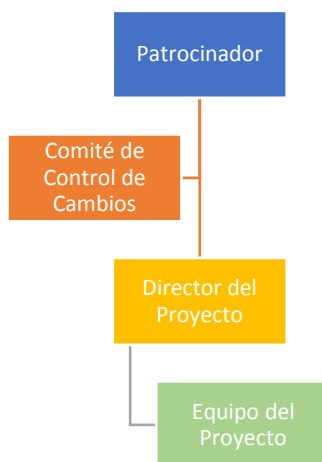 Patrocinador
Comité de
Control de
Cambios
Director del
Proyecto
Equipo del
Proyecto